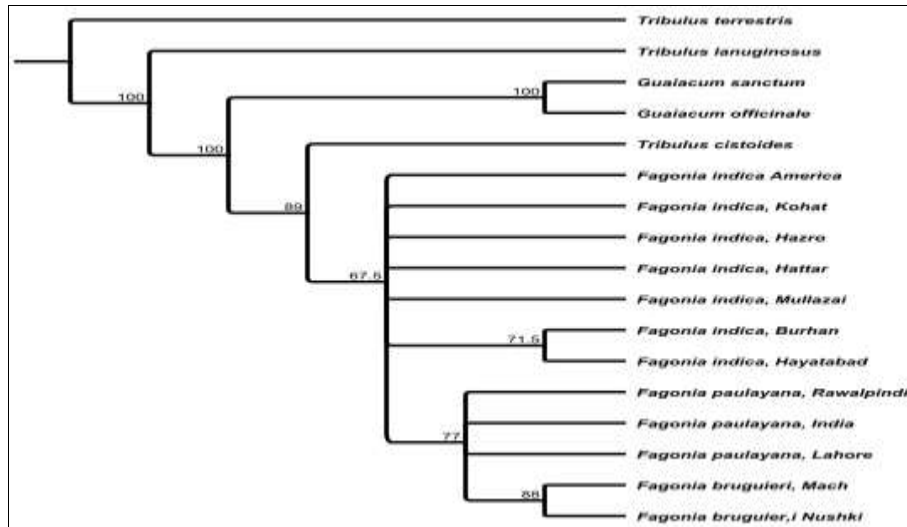 Tribulus terrestris
Tribulus lanuginosus
100
Guaiacum sanctum
100
Guaiacum officinale
100
Tribulus cistoides
89
Fagonia indica America
Fagonia indica, Kohat
Fagonia indica, Hazro
Fagonia indica, Hattar
67.5
Fagonia indica, Mullazai
Fagonia indica, Burhan
71.5
Fagonia indica, Hayatabad
Fagonia paulayana, Rawalpindi
Fagonia paulayana, India
77
Fagonia paulayana, Lahore
Fagonia bruguieri, Mach
88
Fagonia bruguier,i Nushki